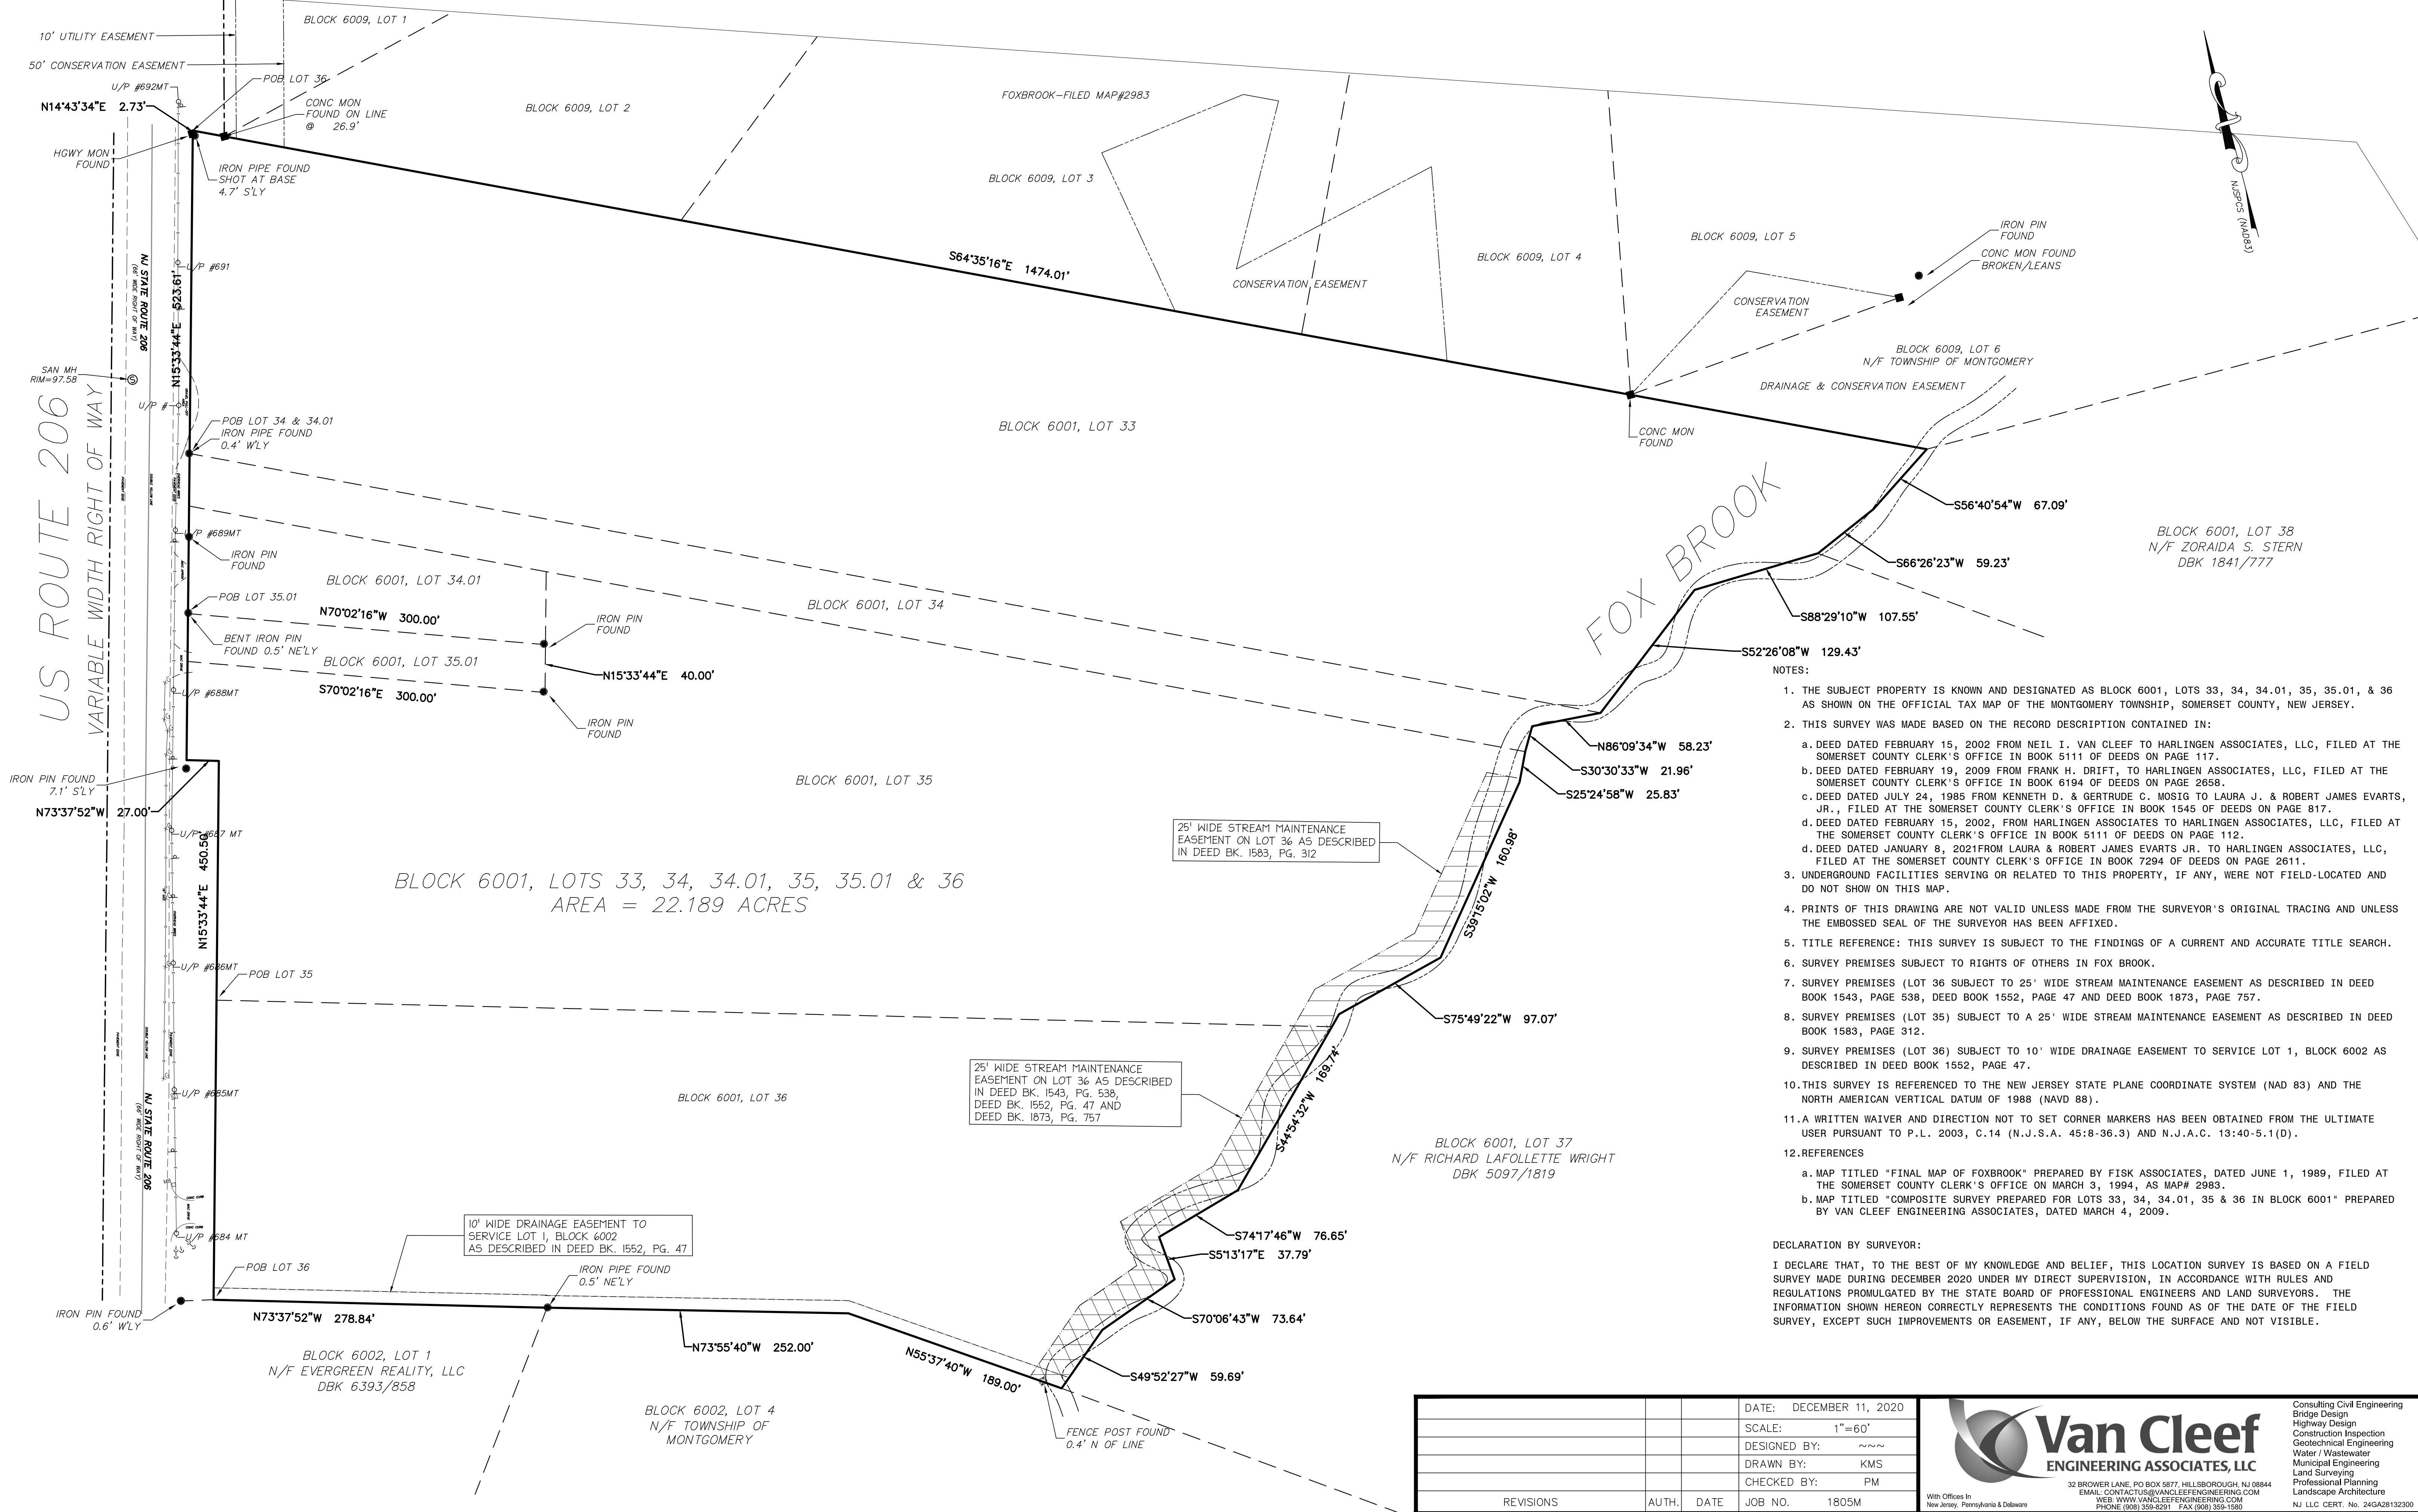 BLOCK 6009, LOT 1
10' UTILITY EASEMENT
50' CONSERVATION EASEMENT
U/P #692MT
POB LOT 36
N14°43'34"E 2.73'
CONC MON
FOUND ON LINE
@ 26.9'
HGWY MON
FOUND
IRON PIPE FOUND
SHOT AT BASE
4.7' S'LY
BLOCK 6009, LOT 2
FOXBROOK-FILED MAP#2983
BLOCK 6009, LOT 3
CONSERVATION EASEMENT
BLOCK 6009, LOT 4
BLOCK 6009, LOT 5
CONSERVATION
EASEMENT
IRON PIN
FOUND
CONC MON FOUND
BROKEN/LEANS
NJSPCS (NAD83)
BLOCK 6009, LOT 6
N/F TOWNSHIP OF MONTGOMERY
DRAINAGE & CONSERVATION EASEMENT
S64°35'16"E 1474.01'
CONC MON
FOUND
U/P #691
NJ STATE ROUTE 206
(66' WIDE RIGHT OF WAY)
N15°33'44"E 523.61'
SAN MH
RIM=97.58
U/P #
US ROUTE 206
VARIABLE WIDTH RIGHT OF WAY
POB LOT 34 & 34.01
IRON PIPE FOUND
0.4' W'LY
BLOCK 6001, LOT 33
U/P #689MT
IRON PIN
FOUND
BLOCK 6001, LOT 34.01
POB LOT 35.01
N70°02'16"W 300.00'
IRON PIN
FOUND
BLOCK 6001, LOT 34
BENT IRON PIN
FOUND 0.5' NE'LY
BLOCK 6001, LOT 35.01
N15°33'44"E 40.00'
U/P #688MT
S70°02'16"E 300.00'
IRON PIN
FOUND
FOX BROOK
S56°40'54"W 67.09'
S66°26'23"W 59.23'
BLOCK 6001, LOT 38
N/F ZORAIDA S. STERN
DBK 1841/777
S88°29'10"W 107.55'
S52°26'08"W 129.43'
N86°09'34"W 58.23'
S30°30'33"W 21.96'
S25°24'58"W 25.83'
IRON PIN FOUND
7.1' S'LY
N73°37'52"W 27.00'
BLOCK 6001, LOT 35
U/P #687 MT
N15°33'44"E 450.50
25' WIDE STREAM MAINTENANCE
EASEMENT ON LOT 36 AS DESCRIBED
IN DEED BK. 1583, PG. 312
S39°15'02"W 160.98'
BLOCK 6001, LOTS 33, 34, 34.01, 35, 35.01 & 36
AREA = 22.189 ACRES
U/P #686MT
POB LOT 35
S75°49'22"W 97.07'
25' WIDE STREAM MAINTENANCE
EASEMENT ON LOT 36 AS DESCRIBED
IN DEED BK. 1543, PG. 538,
DEED BK. 1552, PG. 47 AND
DEED BK. 1873, PG. 757
S44°54'32"W 169.74'
U/P #685MT
NJ STATE ROUTE 206
(66' WIDE RIGHT OF WAY)
BLOCK 6001, LOT 36
BLOCK 6001, LOT 37
N/F RICHARD LAFOLLETTE WRIGHT
DBK 5097/1819
U/P #684 MT
10' WIDE DRAINAGE EASEMENT TO
SERVICE LOT 1, BLOCK 6002
AS DESCRIBED IN DEED BK. 1552, PG. 47
S74°17'46"W 76.65'
S5°13'17"E 37.79'
POB LOT 36
IRON PIPE FOUND
0.5' NE'LY
IRON PIN FOUND
0.6' W'LY
N73°37'52"W 278.84'
S70°06'43"W 73.64'
N73°55'40"W 252.00'
N55°37'40"W 189.00'
S49°52'27"W 59.69'
BLOCK 6002, LOT 1
N/F EVERGREEN REALITY, LLC
DBK 6393/858
BLOCK 6002, LOT 4
N/F TOWNSHIP OF
MONTGOMERY
FENCE POST FOUND
0.4' N OF LINE
NOTES:
1. THE SUBJECT PROPERTY IS KNOWN AND DESIGNATED AS BLOCK 6001, LOTS 33, 34, 34.01, 35, 35.01, & 36
AS SHOWN ON THE OFFICIAL TAX MAP OF THE MONTGOMERY TOWNSHIP, SOMERSET COUNTY, NEW JERSEY.
2. THIS SURVEY WAS MADE BASED ON THE RECORD DESCRIPTION CONTAINED IN:
a. DEED DATED FEBRUARY 15, 2002 FROM NEIL I. VAN CLEEF TO HARLINGEN ASSOCIATES, LLC, FILED AT THE
SOMERSET COUNTY CLERK'S OFFICE IN BOOK 5111 OF DEEDS ON PAGE 117.
b. DEED DATED FEBRUARY 19, 2009 FROM FRANK H. DRIFT, TO HARLINGEN ASSOCIATES, LLC, FILED AT THE
SOMERSET COUNTY CLERK'S OFFICE IN BOOK 6194 OF DEEDS ON PAGE 2658.
c. DEED DATED JULY 24, 1985 FROM KENNETH D. & GERTRUDE C. MOSIG TO LAURA J. & ROBERT JAMES EVARTS,
JR., FILED AT THE SOMERSET COUNTY CLERK'S OFFICE IN BOOK 1545 OF DEEDS ON PAGE 817.
d. DEED DATED FEBRUARY 15, 2002, FROM HARLINGEN ASSOCIATES TO HARLINGEN ASSOCIATES, LLC, FILED AT
THE SOMERSET COUNTY CLERK'S OFFICE IN BOOK 5111 OF DEEDS ON PAGE 112.
d. DEED DATED JANUARY 8, 2021FROM LAURA & ROBERT JAMES EVARTS JR. TO HARLINGEN ASSOCIATES, LLC,
FILED AT THE SOMERSET COUNTY CLERK'S OFFICE IN BOOK 7294 OF DEEDS ON PAGE 2611.
3. UNDERGROUND FACILITIES SERVING OR RELATED TO THIS PROPERTY, IF ANY, WERE NOT FIELD-LOCATED AND
DO NOT SHOW ON THIS MAP.
4. PRINTS OF THIS DRAWING ARE NOT VALID UNLESS MADE FROM THE SURVEYOR'S ORIGINAL TRACING AND UNLESS
THE EMBOSSED SEAL OF THE SURVEYOR HAS BEEN AFFIXED.
5. TITLE REFERENCE: THIS SURVEY IS SUBJECT TO THE FINDINGS OF A CURRENT AND ACCURATE TITLE SEARCH.
6. SURVEY PREMISES SUBJECT TO RIGHTS OF OTHERS IN FOX BROOK.
7. SURVEY PREMISES (LOT 36 SUBJECT TO 25' WIDE STREAM MAINTENANCE EASEMENT AS DESCRIBED IN DEED
BOOK 1543, PAGE 538, DEED BOOK 1552, PAGE 47 AND DEED BOOK 1873, PAGE 757.
8. SURVEY PREMISES (LOT 35) SUBJECT TO A 25' WIDE STREAM MAINTENANCE EASEMENT AS DESCRIBED IN DEED
BOOK 1583, PAGE 312.
9. SURVEY PREMISES (LOT 36) SUBJECT TO 10' WIDE DRAINAGE EASEMENT TO SERVICE LOT 1, BLOCK 6002 AS
DESCRIBED IN DEED BOOK 1552, PAGE 47.
10.THIS SURVEY IS REFERENCED TO THE NEW JERSEY STATE PLANE COORDINATE SYSTEM (NAD 83) AND THE
NORTH AMERICAN VERTICAL DATUM OF 1988 (NAVD 88).
11.A WRITTEN WAIVER AND DIRECTION NOT TO SET CORNER MARKERS HAS BEEN OBTAINED FROM THE ULTIMATE
USER PURSUANT TO P.L. 2003, C.14 (N.J.S.A. 45:8-36.3) AND N.J.A.C. 13:40-5.1(D).
12.REFERENCES
a. MAP TITLED "FINAL MAP OF FOXBROOK" PREPARED BY FISK ASSOCIATES, DATED JUNE 1, 1989, FILED AT
THE SOMERSET COUNTY CLERK'S OFFICE ON MARCH 3, 1994, AS MAP# 2983.
b. MAP TITLED "COMPOSITE SURVEY PREPARED FOR LOTS 33, 34, 34.01, 35 & 36 IN BLOCK 6001" PREPARED
BY VAN CLEEF ENGINEERING ASSOCIATES, DATED MARCH 4, 2009.
DECLARATION BY SURVEYOR:
I DECLARE THAT, TO THE BEST OF MY KNOWLEDGE AND BELIEF, THIS LOCATION SURVEY IS BASED ON A FIELD
SURVEY MADE DURING DECEMBER 2020 UNDER MY DIRECT SUPERVISION, IN ACCORDANCE WITH RULES AND
REGULATIONS PROMULGATED BY THE STATE BOARD OF PROFESSIONAL ENGINEERS AND LAND SURVEYORS. THE
INFORMATION SHOWN HEREON CORRECTLY REPRESENTS THE CONDITIONS FOUND AS OF THE DATE OF THE FIELD
SURVEY, EXCEPT SUCH IMPROVEMENTS OR EASEMENT, IF ANY, BELOW THE SURFACE AND NOT VISIBLE.
REVISIONS AUTH. DATE
DATE: DECEMBER 11, 2020
SCALE: 1"=60'
DESIGNED BY: ~~~
DRAWN BY: KMS
CHECKED BY: PM
JOB NO. 1805M
Van Cleef
ENGINEERING ASSOCIATES, LLC
32 BROWER LANE, PO BOX 5877, HILLSBOROUGH, NJ 08844
EMAIL: CONTACTUS@VANCLEEFENGINEERING.COM
WEB: WWW.VANCLEEFENGINEERING.COM
PHONE (908) 359-8291 FAX (908) 359-1580
With Offices In
New Jersey, Pennsylvania & Delaware
Consulting Civil Engineering
Bridge Design
Highway Design
Construction Inspection
Geotechnical Engineering
Water / Wastewater
Municipal Engineering
Land Surveying
Professional Planning
Landscape Architecture
NJ LLC CERT. No. 24GA28132300